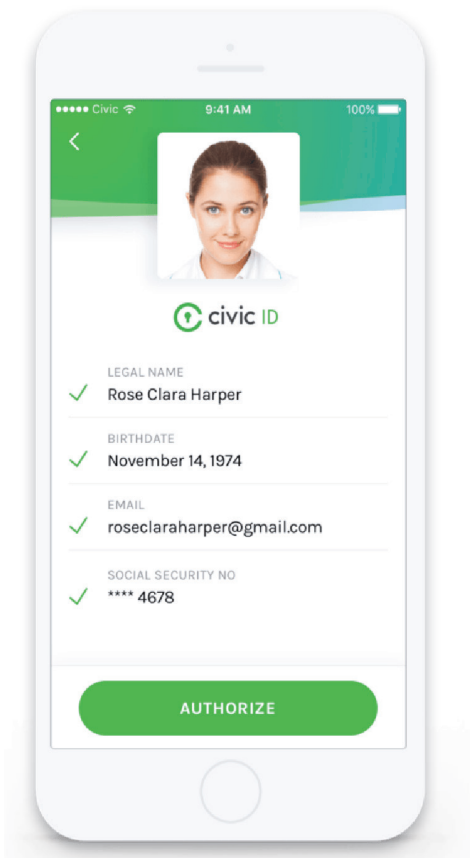 Civic 9:41 AM 100%
civic ID
LEGAL NAME
Rose Clara Harper
BIRTHDATE
November 14, 1974
EMAIL
roseclaraharper@gmail.com
SOCIAL SECURITY NO
**** 4678
AUTHORIZE